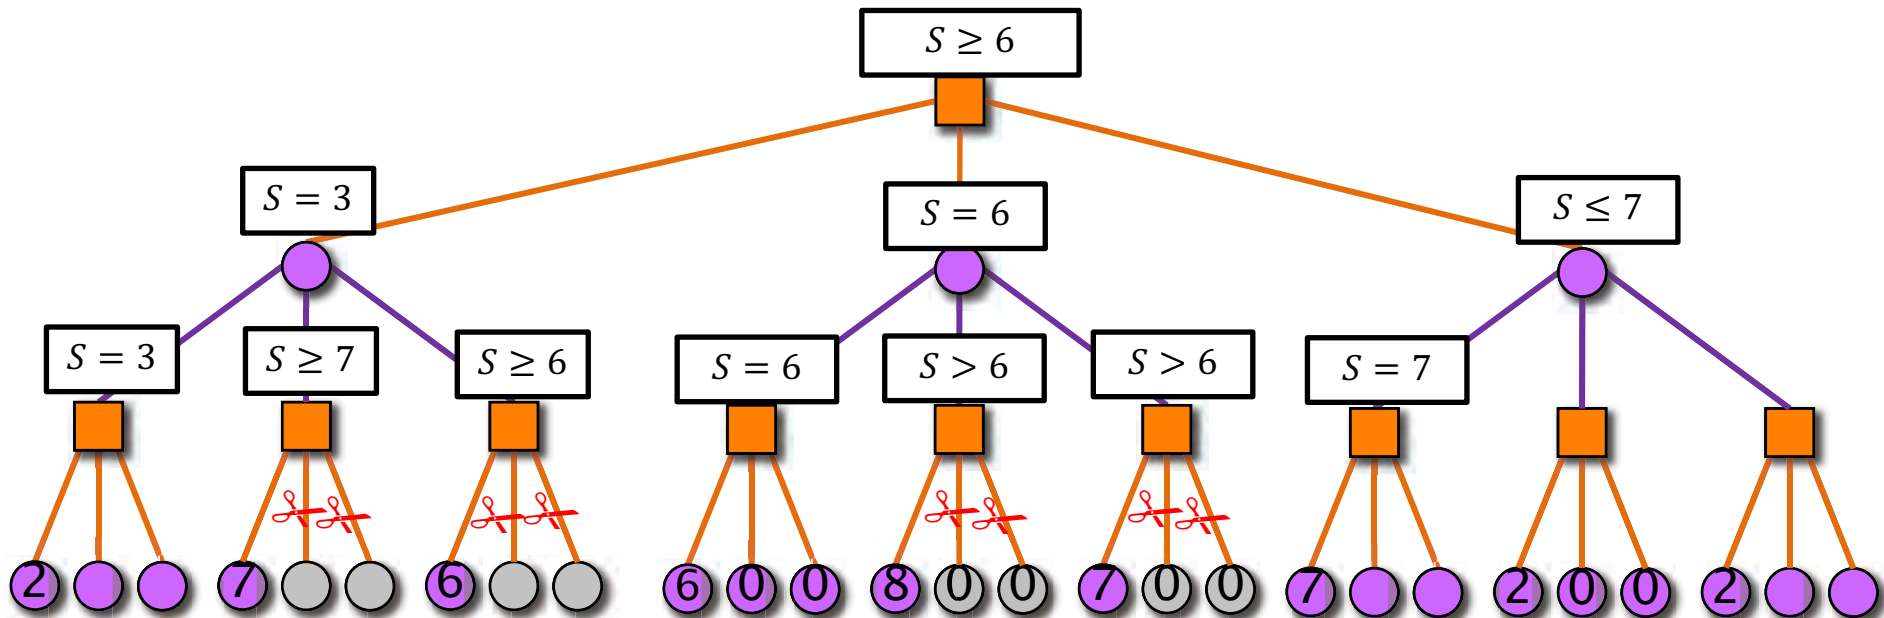 S ≥ 6
S = 3
S = 6
S ≤ 7
S = 3
S ≥ 7
S ≥ 6
S = 6
S > 6
S > 6
S = 7
2
7
6
6 0 0
8 0 0
7 0 0
7
2 0 0
2